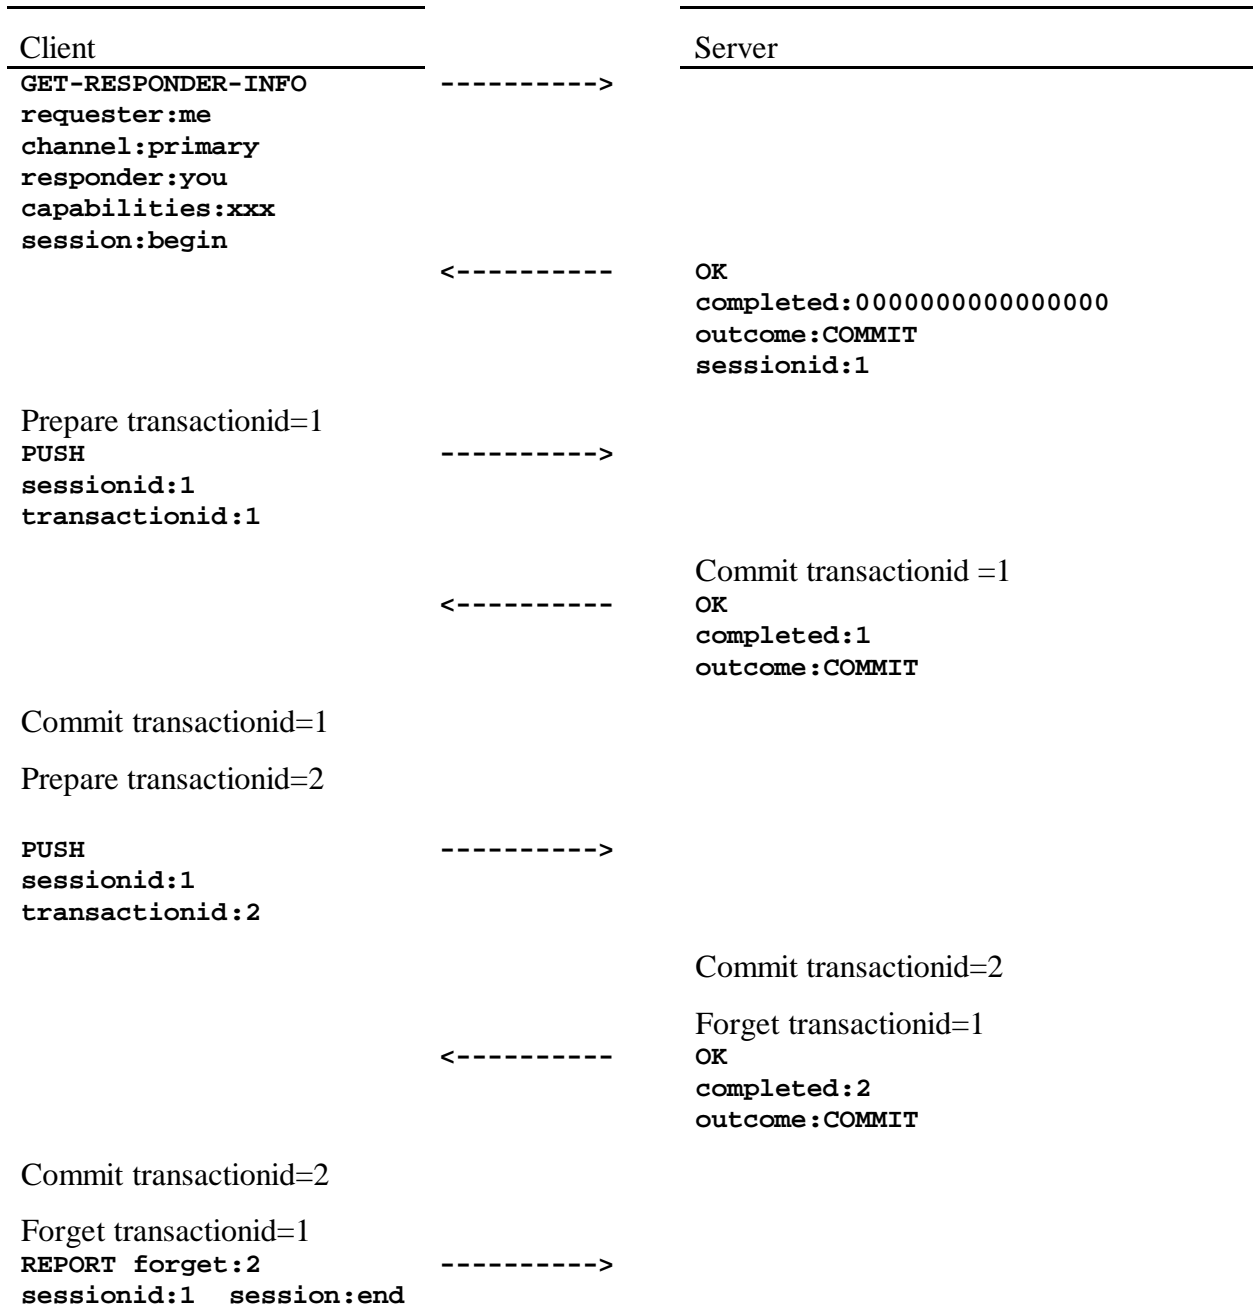 Client Server
GET-RESPONDER-INFO ---------->
requester:me
channel:primary
responder:you
capabilities:xxx
session:begin
<---------- OK
completed:0000000000000000
outcome:COMMIT
sessionid:1
Prepare transactionid=1
PUSH ---------->
sessionid:1
transactionid:1
Commit transactionid =1
<---------- OK
completed:1
outcome:COMMIT
Commit transactionid=1
Prepare transactionid=2
PUSH ---------->
sessionid:1
transactionid:2
Commit transactionid=2
Forget transactionid=1
<---------- OK
completed:2
outcome:COMMIT
Commit transactionid=2
Forget transactionid=1
REPORT forget:2 ---------->
sessionid:1 session:end